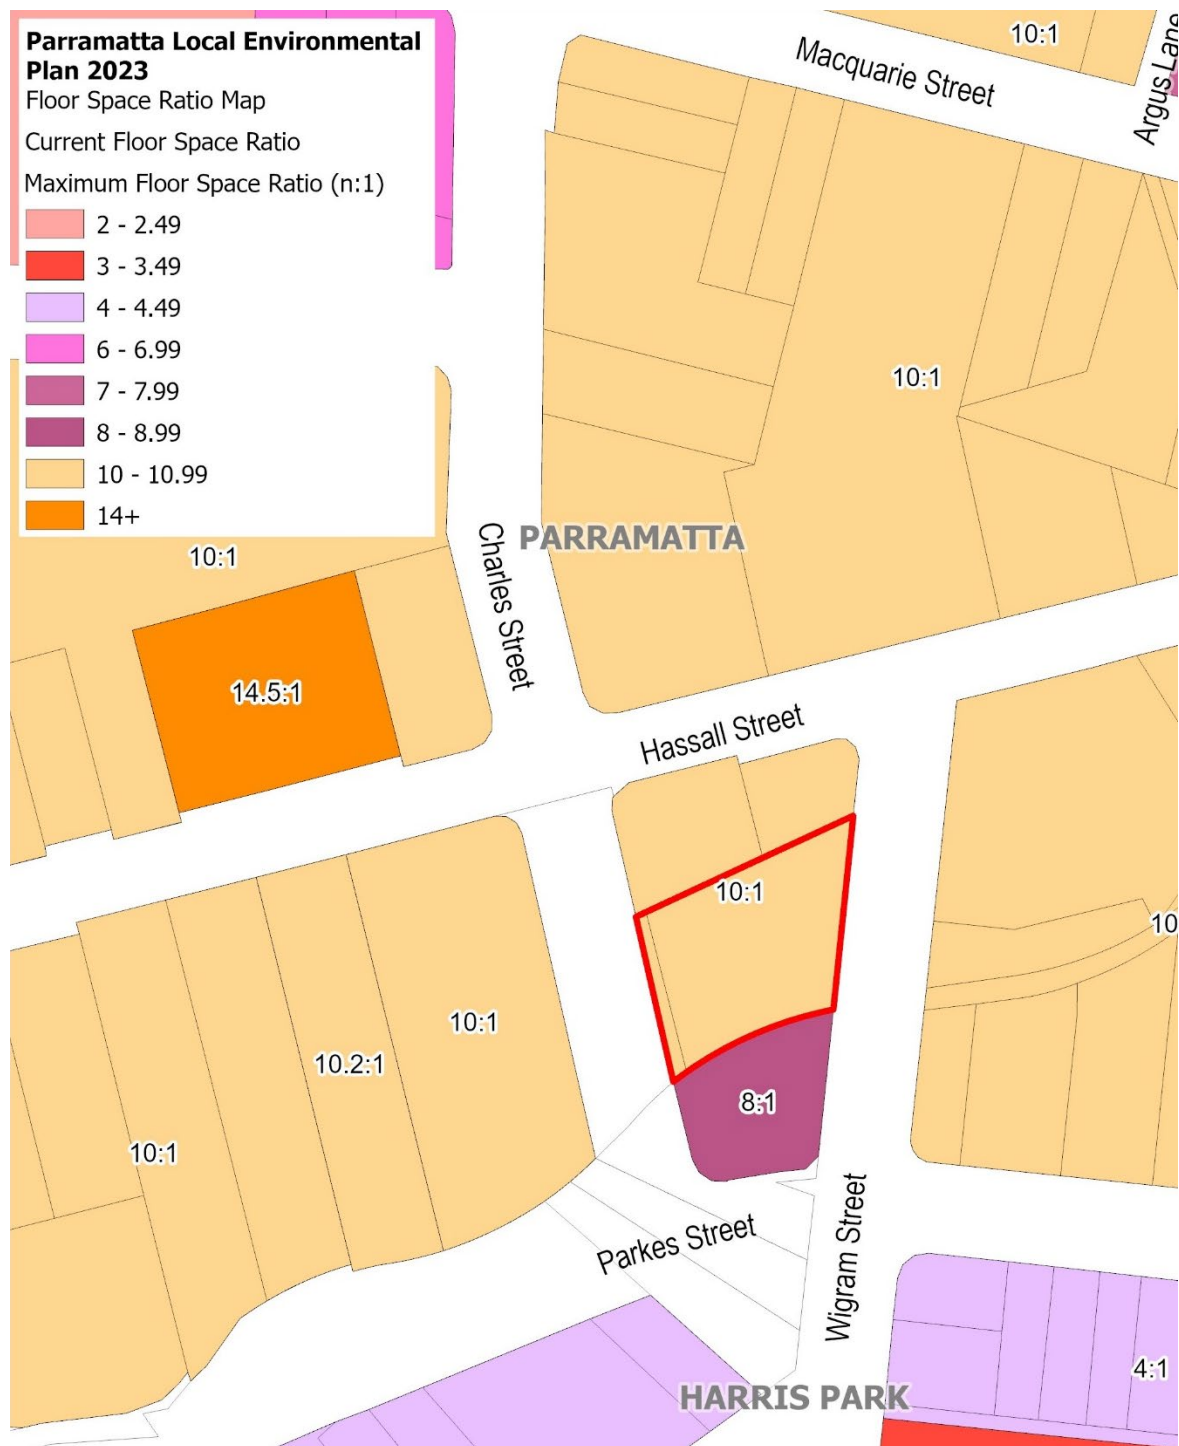 Parramatta Local Environmental
Plan 2023
Floor Space Ratio Map
Current Floor Space Ratio
Maximum Floor Space Ratio (n:1)
2 - 2.49
3 - 3.49
4 - 4.49
6 - 6.99
7 - 7.99
8 - 8.99
10 - 10.99
14+
10:1
Macquarie Street
Argus Lane
10:1
PARRAMATTA
Charles Street
10:1
14.5:1
Hassall Street
10:1
10
10:1
10.2:1
8:1
10:1
Parkes Street
Wigram Street
4:1
HARRIS PARK